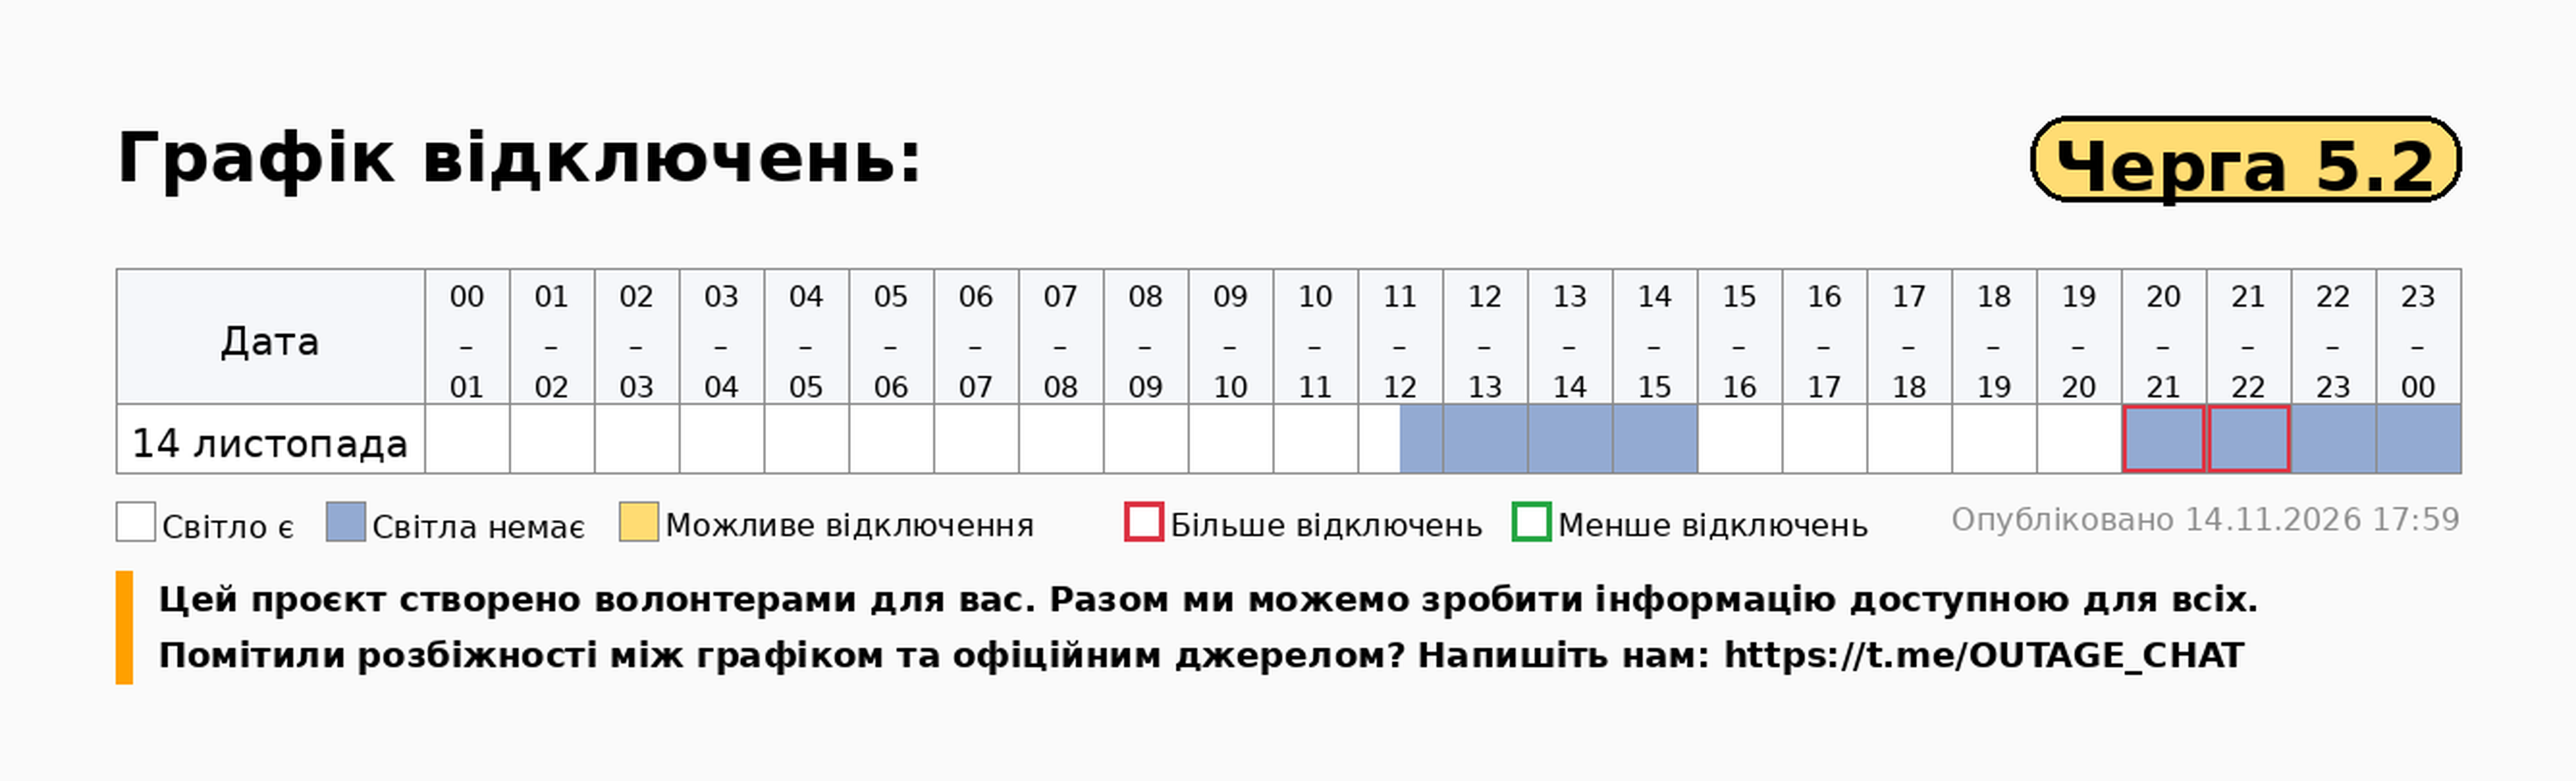 Графік відключень:
Черга 5.2
Дата
00 – 01
01 – 02
02 – 03
03 – 04
04 – 05
05 – 06
06 – 07
07 – 08
08 – 09
09 – 10
10 – 11
11 – 12
12 – 13
13 – 14
14 – 15
15 – 16
16 – 17
17 – 18
18 – 19
19 – 20
20 – 21
21 – 22
22 – 23
23 – 00
14 листопада
Світло є
Світла немає
Можливе відключення
Більше відключень
Менше відключень
Опубліковано 14.11.2026 17:59
Цей проєкт створено волонтерами для вас. Разом ми можемо зробити інформацію доступною для всіх.
Помітили розбіжності між графіком та офіційним джерелом? Напишіть нам: https://t.me/OUTAGE_CHAT